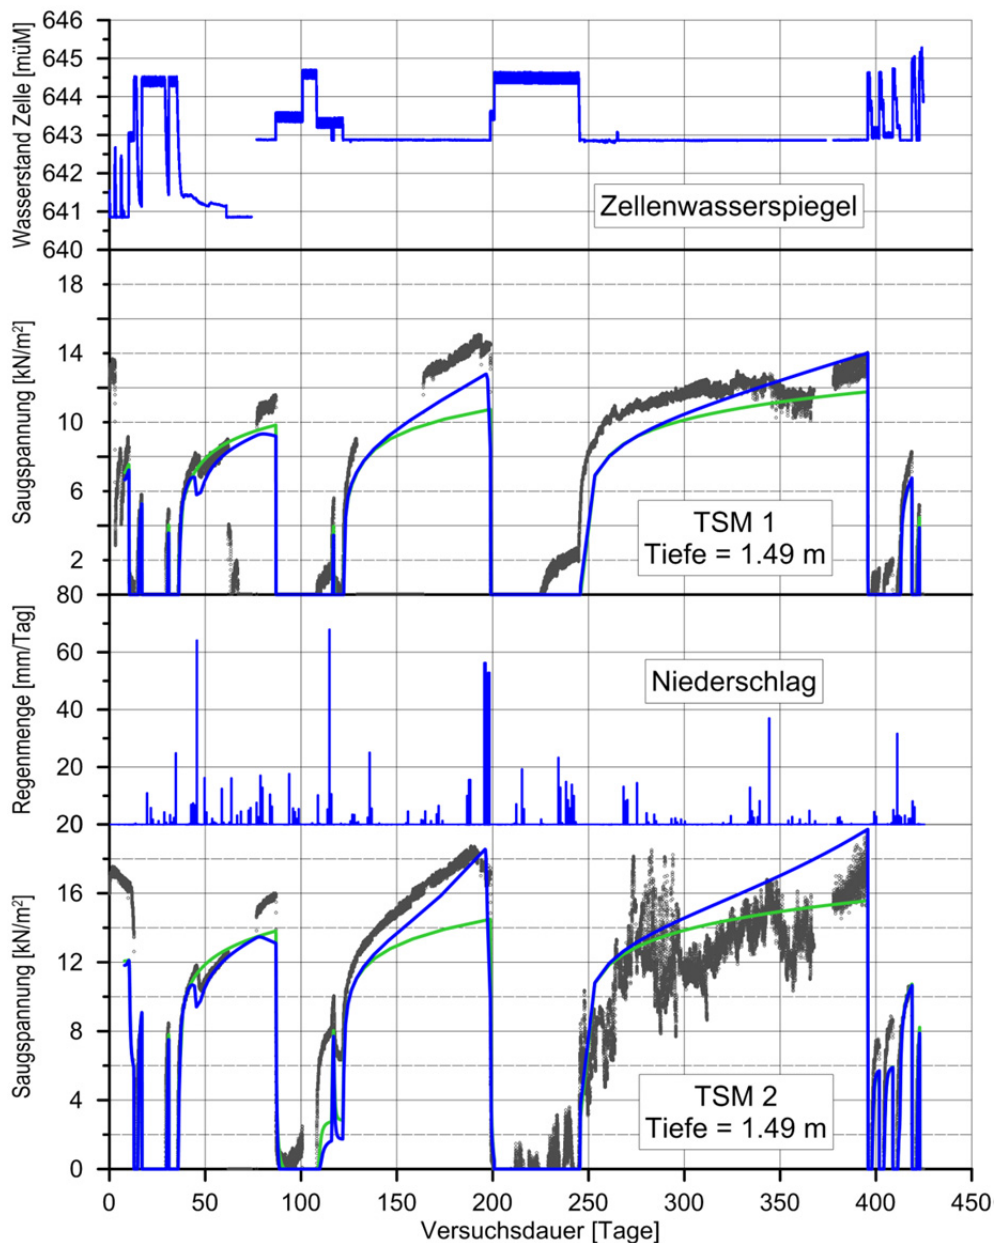 Wasserstand Zelle [müM]
646
645
644
643
642
641
640
Zellenwasserspiegel
Saugspannung [kN/m²]
18
14
10
6
2
TSM 1
Tiefe = 1.49 m
Regenmenge [mm/Tag]
80
60
40
20
Niederschlag
Saugspannung [kN/m²]
20
16
12
8
4
0
TSM 2
Tiefe = 1.49 m
0
50
100
150
200
250
300
350
400
450
Versuchsdauer [Tage]